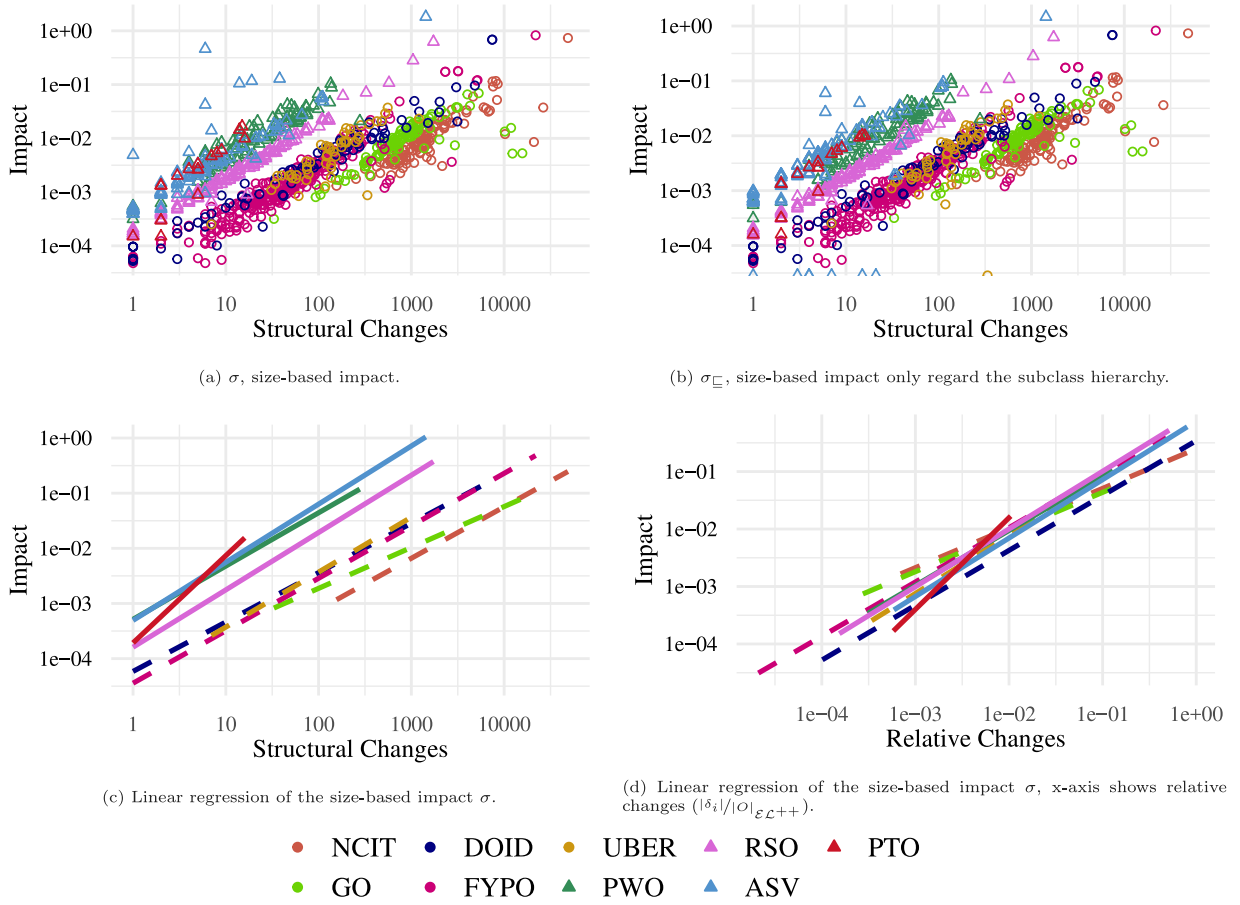 1e+00
1e−01
1e−02
1e−03
1e−04
Impact
1 10 100 1000 10000
Structural Changes
(a) σ, size-based impact.
1e+00
1e−01
1e−02
1e−03
1e−04
Impact
1 10 100 1000 10000
Structural Changes
(b) σ⊑, size-based impact only regard the subclass hierarchy.
1e+00
1e−01
1e−02
1e−03
1e−04
Impact
1 10 100 1000 10000
Structural Changes
(c) Linear regression of the size-based impact σ.
1e−01
1e−02
1e−03
1e−04
Impact
1e−04 1e−03 1e−02 1e−01 1e+00
Relative Changes
(d) Linear regression of the size-based impact σ, x-axis shows relative
changes (|δi|/|O|ℰℒ++).
NCIT DOID UBER RSO PTO
GO FYPO PWO ASV